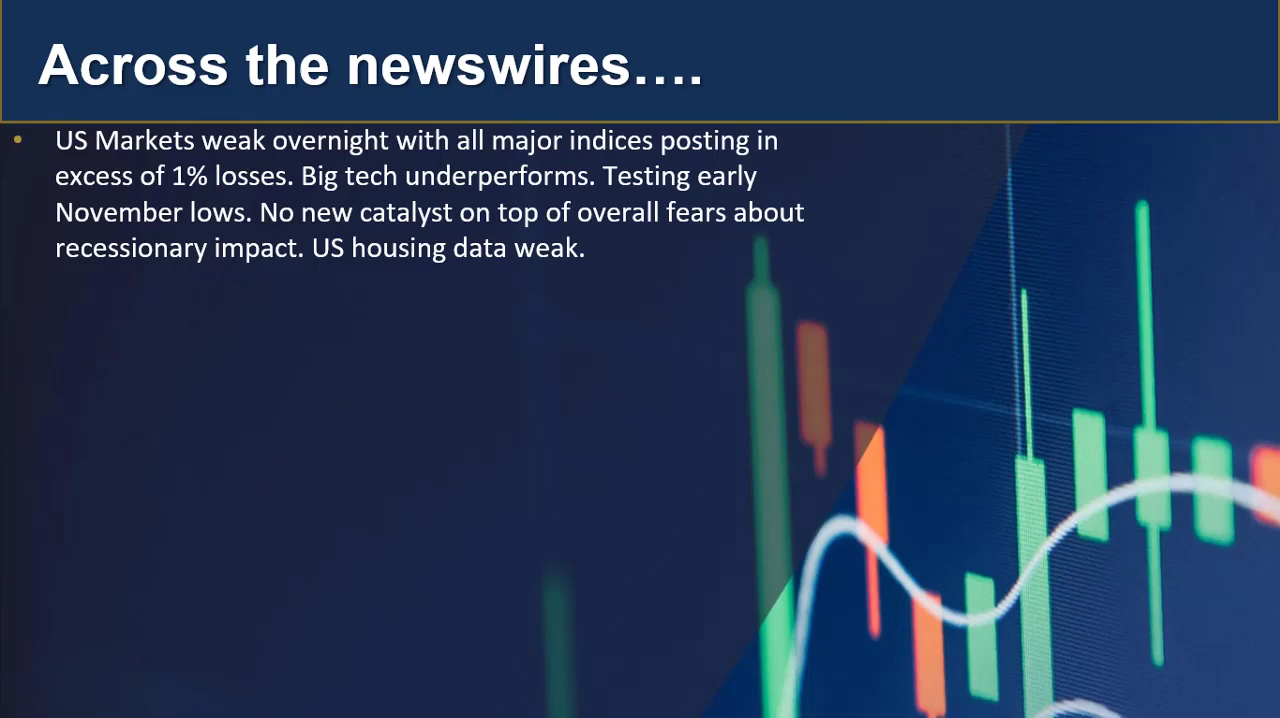 Across the newswires....
• US Markets weak overnight with all major indices posting in
excess of 1% losses. Big tech underperforms. Testing early
November lows. No new catalyst on top of overall fears about
recessionary impact. US housing data weak.